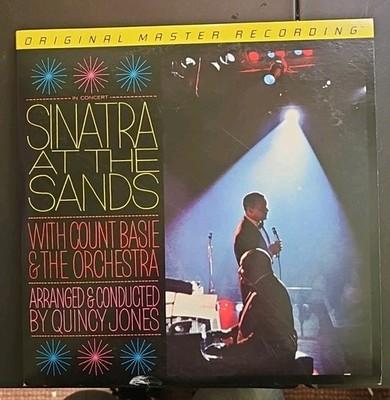 ORIGINAL MASTER RECORDING
IN CONCERT
SINATRA
AT THE
SANDS
WITH COUNT BASIE
& THE ORCHESTRA
ARRANGED & CONDUCTED
BY QUINCY JONES